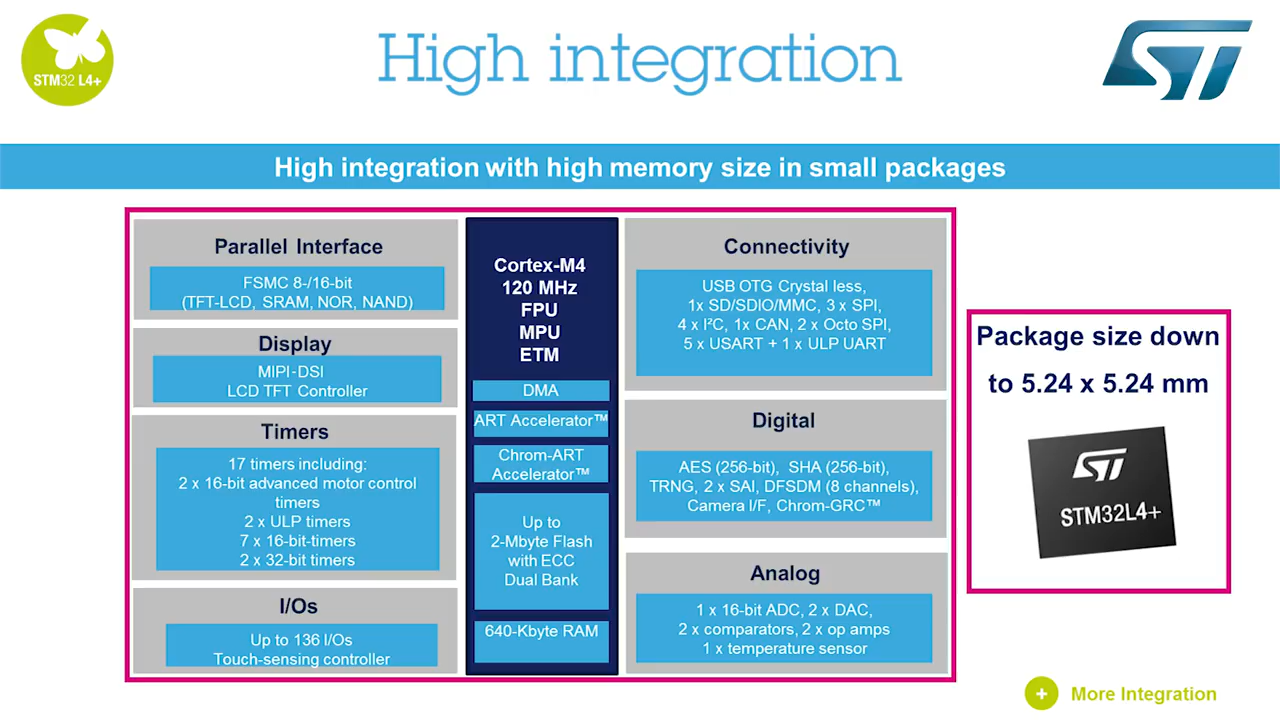 STM32 L4+
High integration
ST
High integration with high memory size in small packages
Parallel Interface
FSMC 8-/16-bit
(TFT-LCD, SRAM, NOR, NAND)
Display
MIPI-DSI
LCD TFT Controller
Timers
17 timers including:
2 x 16-bit advanced motor control
timers
2 x ULP timers
7 x 16-bit-timers
2 x 32-bit timers
I/Os
Up to 136 I/Os
Touch-sensing controller
Cortex-M4
120 MHz
FPU
MPU
ETM
DMA
ART Accelerator™
Chrom-ART
Accelerator™
Up to
2-Mbyte Flash
with ECC
Dual Bank
640-Kbyte RAM
Connectivity
USB OTG Crystal less,
1x SD/SDIO/MMC, 3 x SPI,
4 x I²C, 1x CAN, 2 x Octo SPI,
5 x USART + 1 x ULP UART
Digital
AES (256-bit), SHA (256-bit),
TRNG, 2 x SAI, DFSDM (8 channels),
Camera I/F, Chrom-GRC™
Analog
1 x 16-bit ADC, 2 x DAC,
2 x comparators, 2 x op amps
1 x temperature sensor
Package size down
to 5.24 x 5.24 mm
ST
STM32L4+
+ More Integration